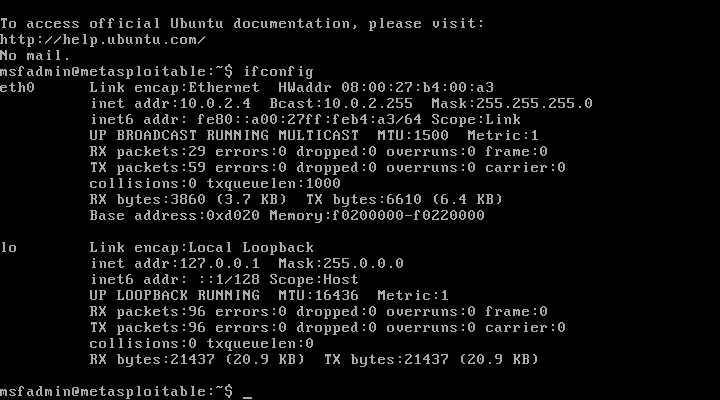 To access official Ubuntu documentation, please visit:
http://help.ubuntu.com/
No mail.
msfadmin@metasploitable:~$ ifconfig
eth0      Link encap:Ethernet  HWaddr 08:00:27:b4:00:a3
          inet addr:10.0.2.4  Bcast:10.0.2.255  Mask:255.255.255.0
          inet6 addr: fe80::a00:27ff:feb4:a3/64 Scope:Link
          UP BROADCAST RUNNING MULTICAST  MTU:1500  Metric:1
          RX packets:29 errors:0 dropped:0 overruns:0 frame:0
          TX packets:59 errors:0 dropped:0 overruns:0 carrier:0
          collisions:0 txqueuelen:1000
          RX bytes:3860 (3.7 KB)  TX bytes:6610 (6.4 KB)
          Base address:0xd020 Memory:f0200000-f0220000
lo        Link encap:Local Loopback
          inet addr:127.0.0.1  Mask:255.0.0.0
          inet6 addr: ::1/128 Scope:Host
          UP LOOPBACK RUNNING  MTU:16436  Metric:1
          RX packets:96 errors:0 dropped:0 overruns:0 frame:0
          TX packets:96 errors:0 dropped:0 overruns:0 carrier:0
          collisions:0 txqueuelen:0
          RX bytes:21437 (20.9 KB)  TX bytes:21437 (20.9 KB)
msfadmin@metasploitable:~$ _